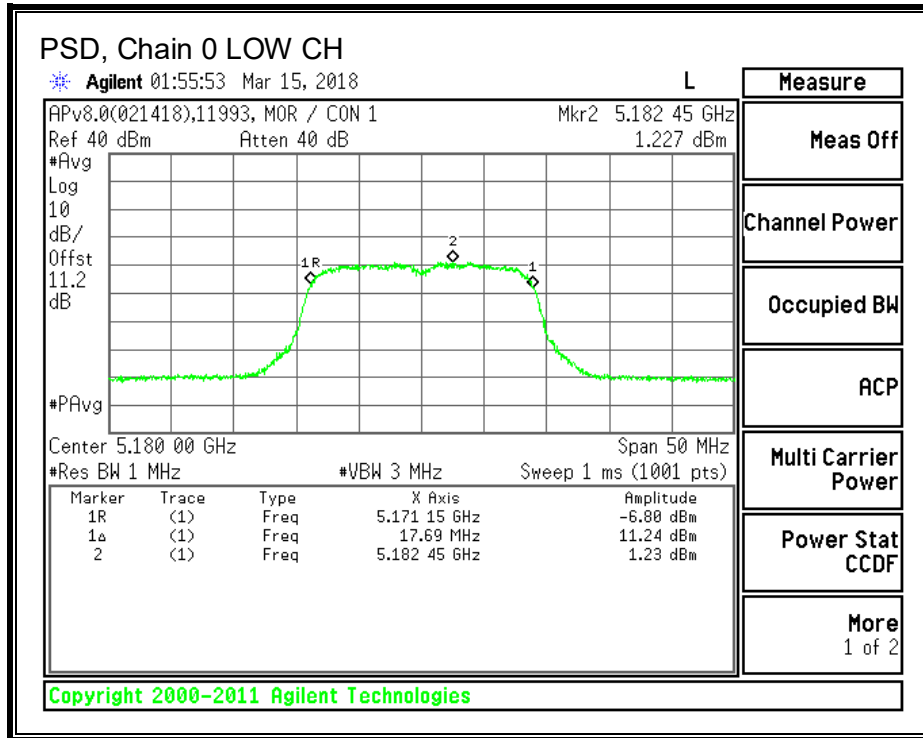 PSD, Chain 0 LOW CH
Agilent 01:55:53 Mar 15, 2018 L
APv8.0(021418),11993, MOR / CON 1 Mkr2 5.182 45 GHz
Ref 40 dBm Atten 40 dB 1.227 dBm
#Avg
Log
10
dB/
Offst
11.2
dB
#PAvg
1R
2
1
Center 5.180 00 GHz Span 50 MHz
#Res BW 1 MHz #VBW 3 MHz Sweep 1 ms (1001 pts)
Marker Trace Type X Axis Amplitude
1R (1) Freq 5.171 15 GHz -6.80 dBm
1Δ (1) Freq 17.69 MHz 11.24 dBm
2 (1) Freq 5.182 45 GHz 1.23 dBm
Measure
Meas Off
Channel Power
Occupied BW
ACP
Multi Carrier
Power
Power Stat
CCDF
More
1 of 2
Copyright 2000-2011 Agilent Technologies